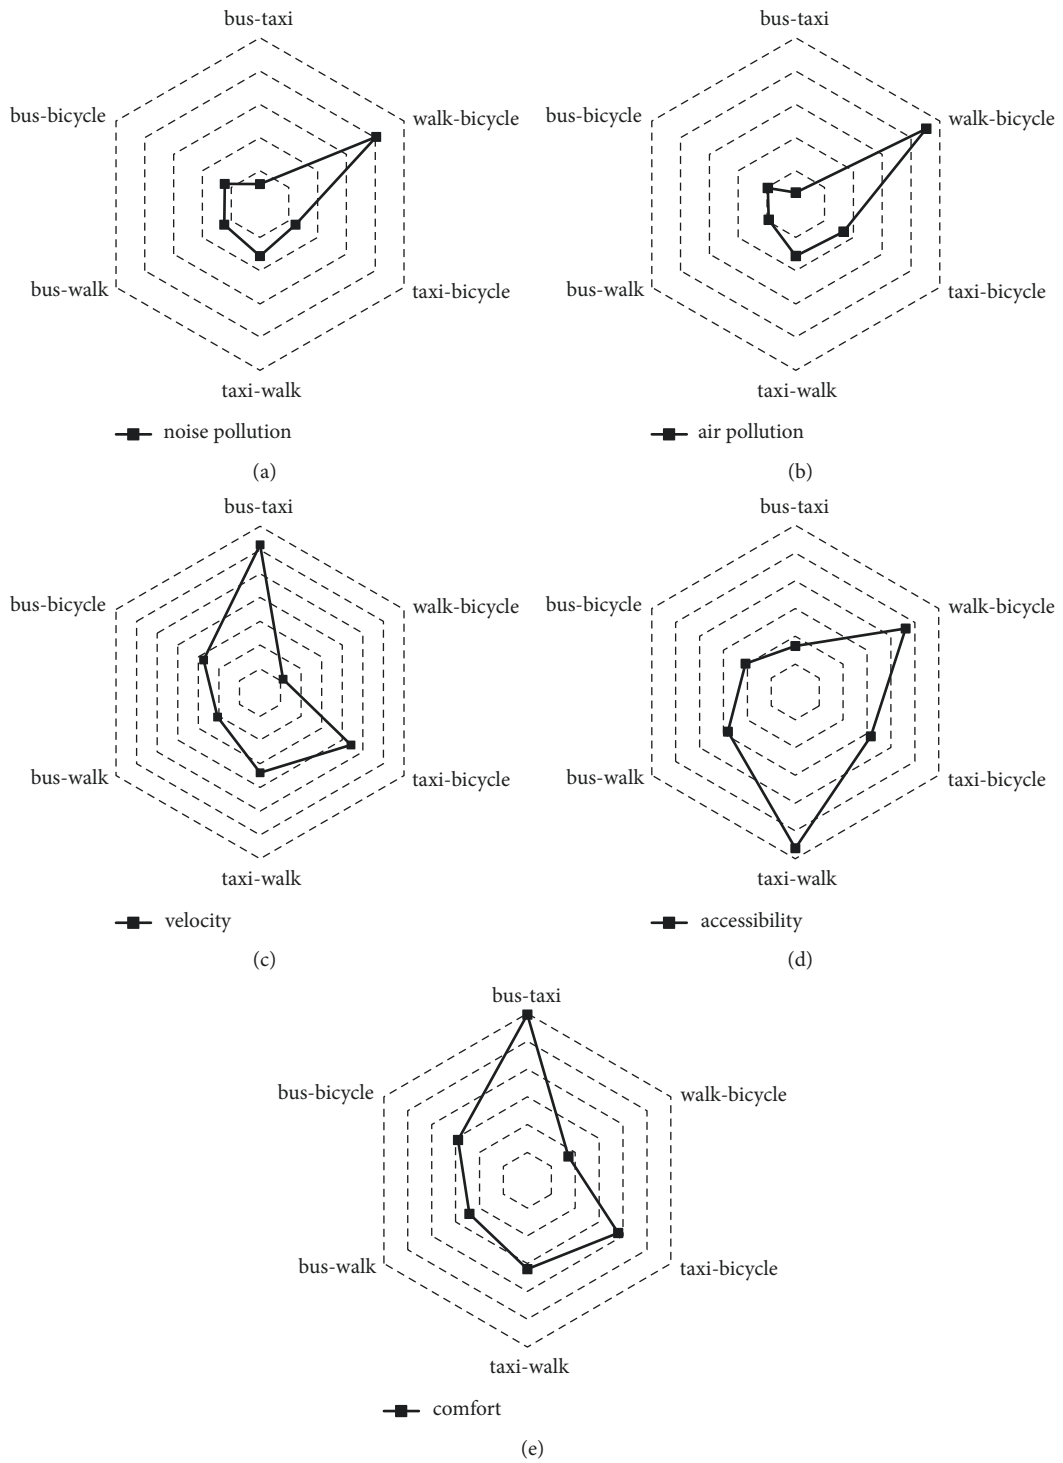 bus-taxi
bus-taxi
bus-bicycle
walk-bicycle
bus-bicycle
walk-bicycle
bus-walk
taxi-bicycle
bus-walk
taxi-bicycle
taxi-walk
taxi-walk
noise pollution
air pollution
(a)
(b)
bus-taxi
bus-taxi
bus-bicycle
walk-bicycle
bus-bicycle
walk-bicycle
bus-walk
taxi-bicycle
bus-walk
taxi-bicycle
taxi-walk
taxi-walk
velocity
accessibility
(c)
(d)
bus-taxi
bus-bicycle
walk-bicycle
bus-walk
taxi-bicycle
taxi-walk
comfort
(e)